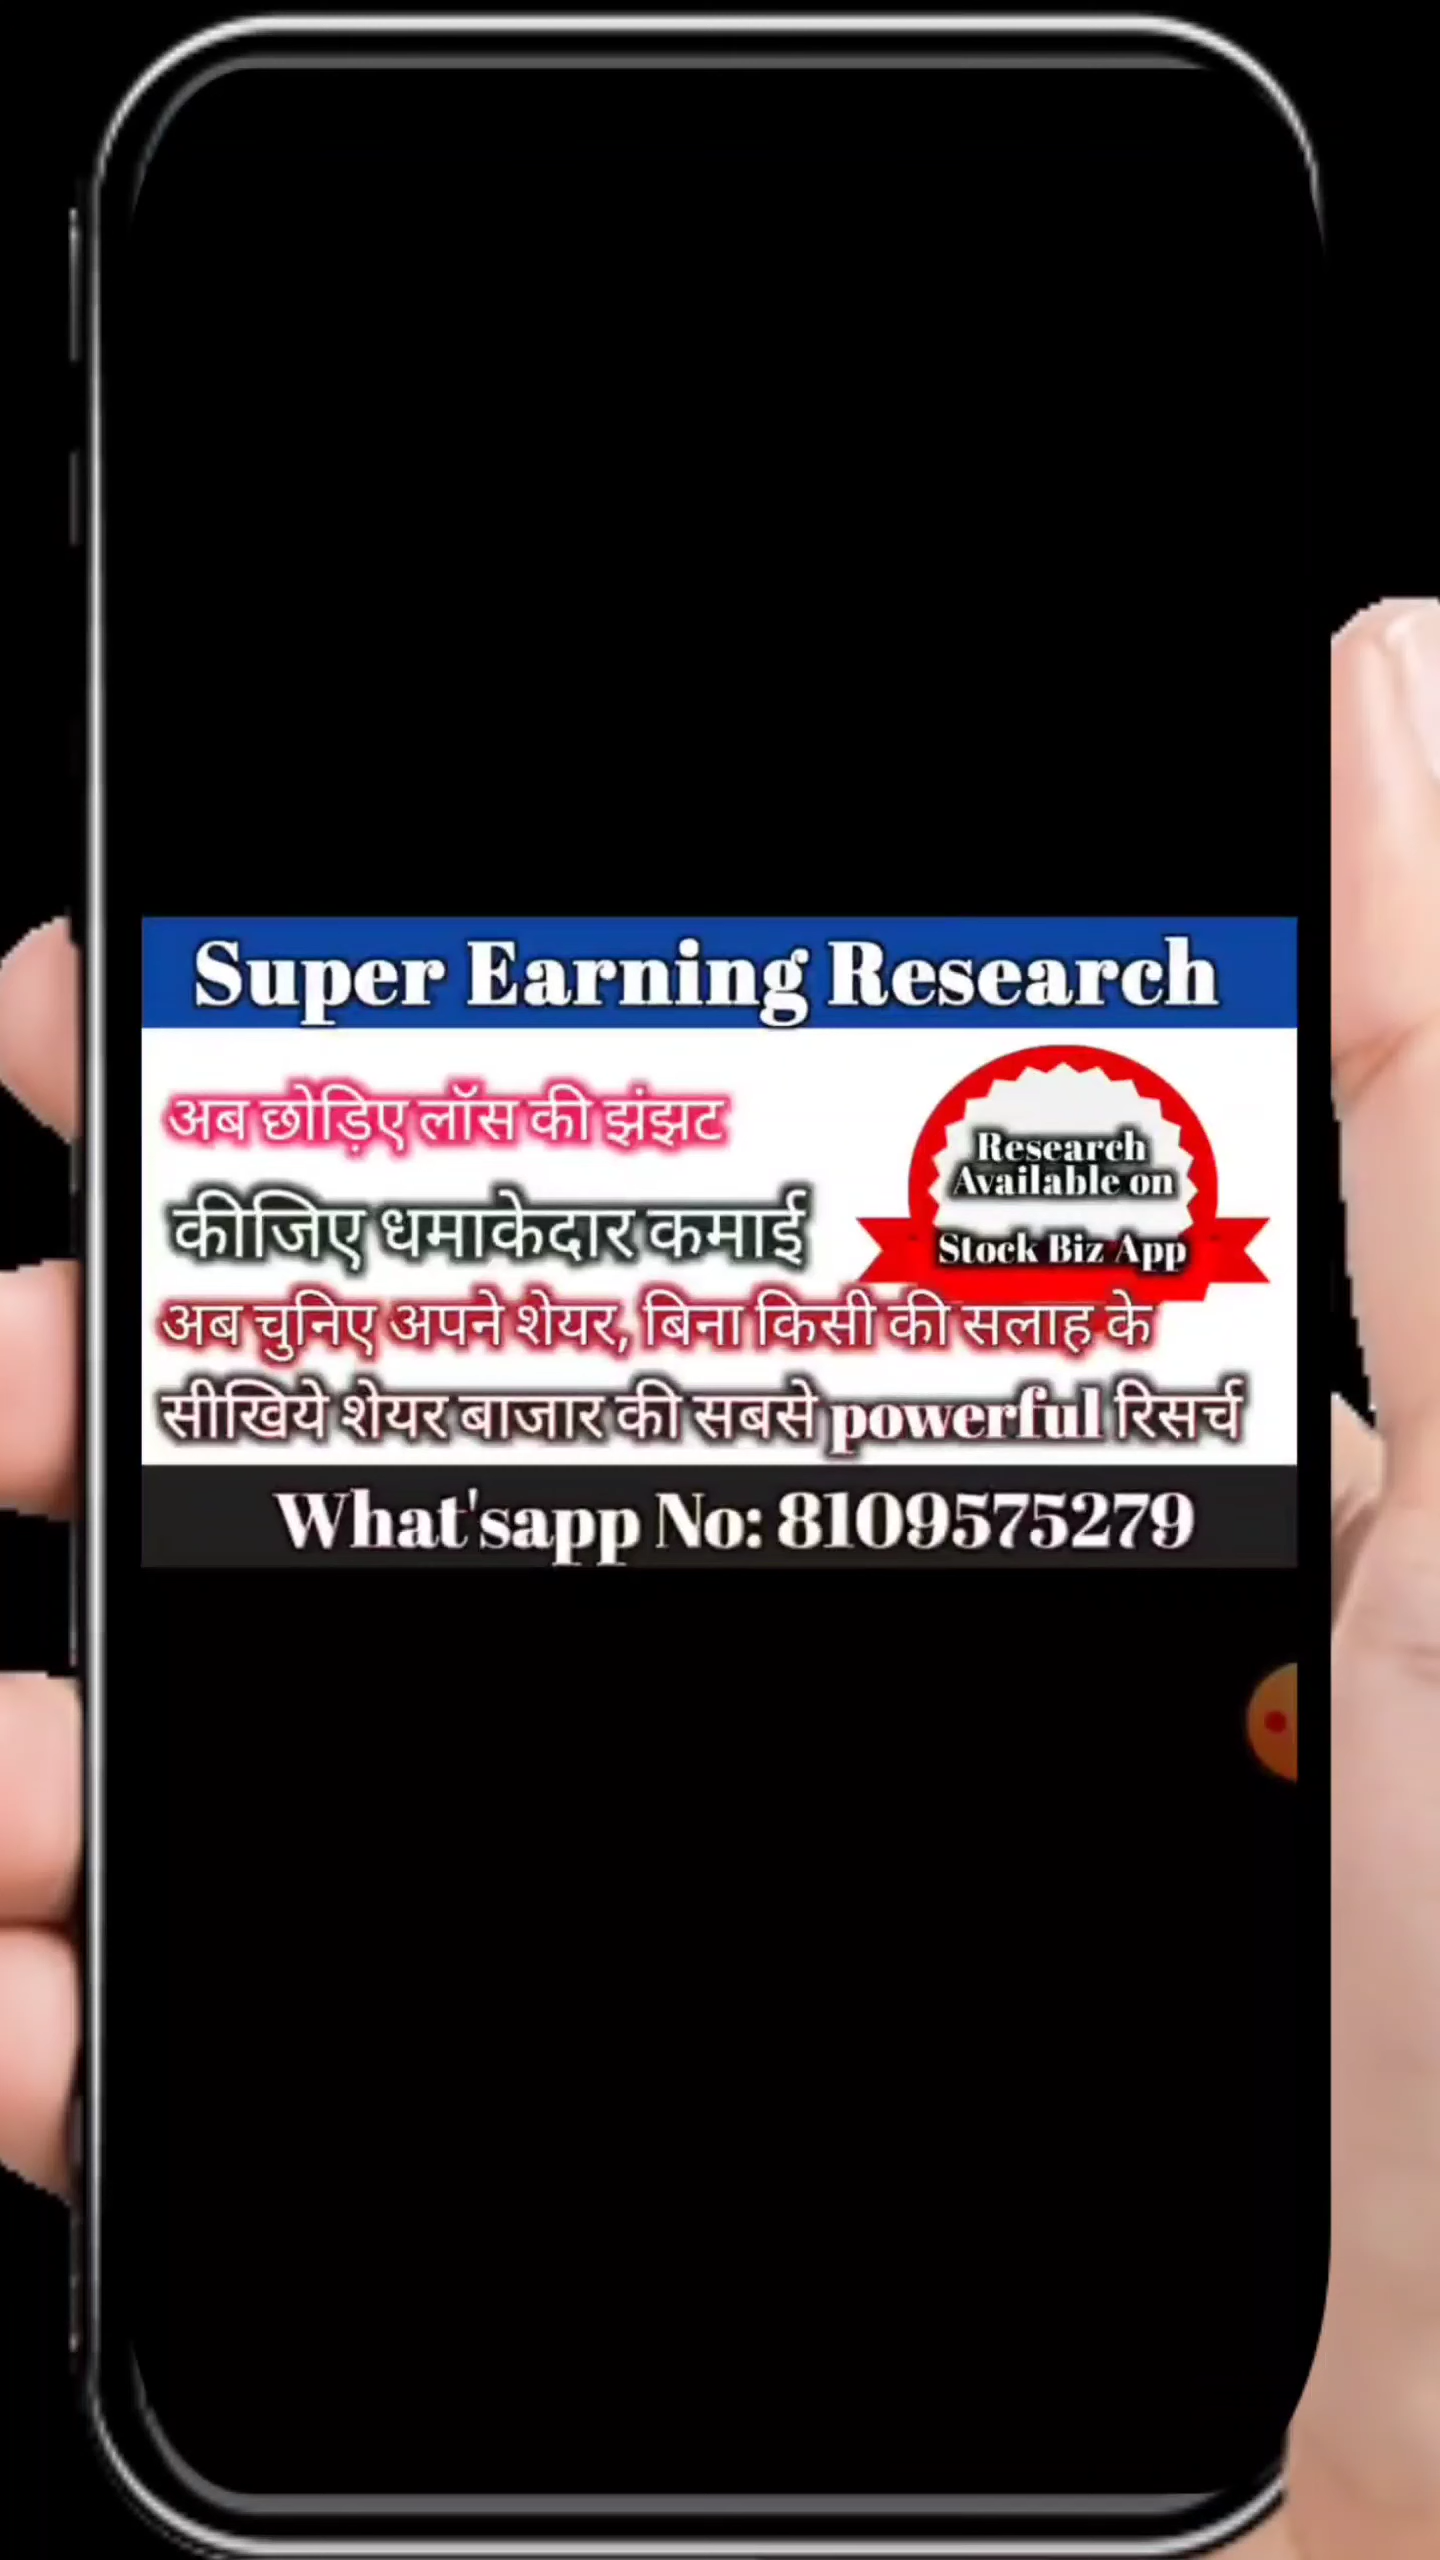 Super Earning Research
अब छोड़िए लॉस की झंझट
Research
Available on
Stock Biz App
कीजिए धमाकेदार कमाई
अब चुनिए अपने शेयर, बिना किसी की सलाह के
सीखिये शेयर बाजार की सबसे powerful रिसर्च
What'sapp No: 8109575279